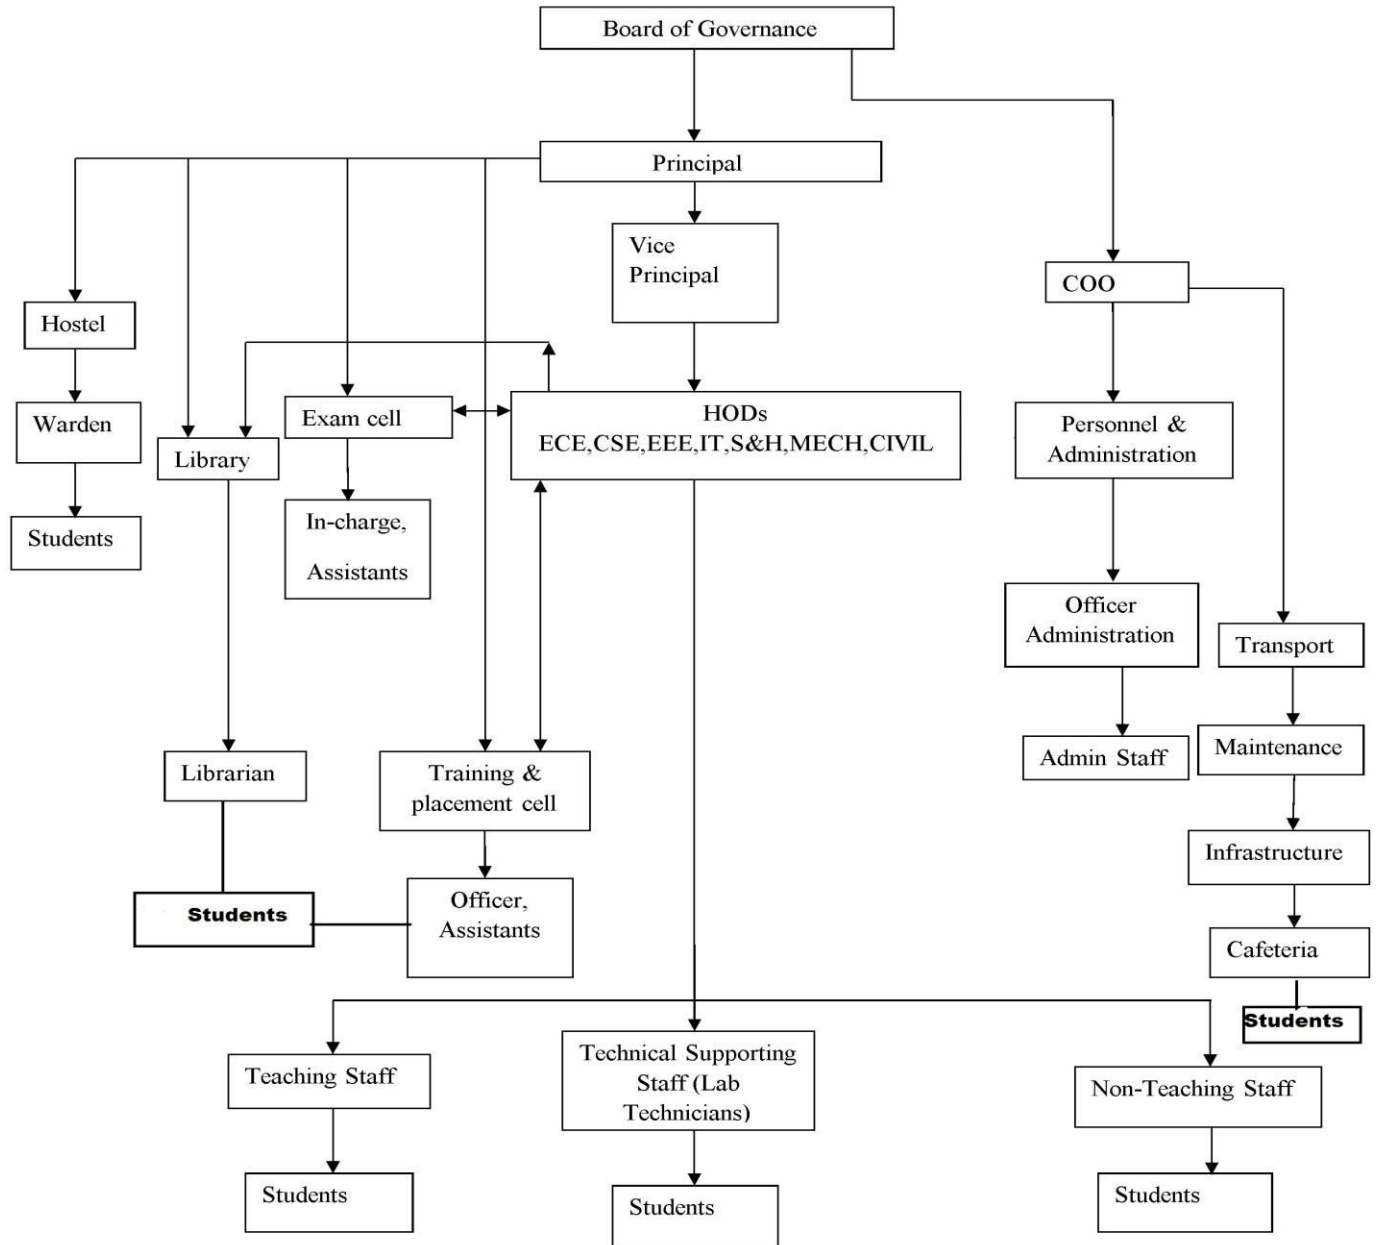 Board of Governance
Principal
Vice
Principal
COO
Hostel
HODs
ECE,CSE,EEE,IT,S&H,MECH,CIVIL
Exam cell
Warden
Personnel &
Administration
Library
In-charge,
Assistants
Students
Officer
Administration
Transport
Librarian
Training &
placement cell
Admin Staff
Maintenance
Infrastructure
Students
Officer,
Assistants
Cafeteria
Students
Teaching Staff
Technical Supporting
Staff (Lab
Technicians)
Non-Teaching Staff
Students
Students
Students